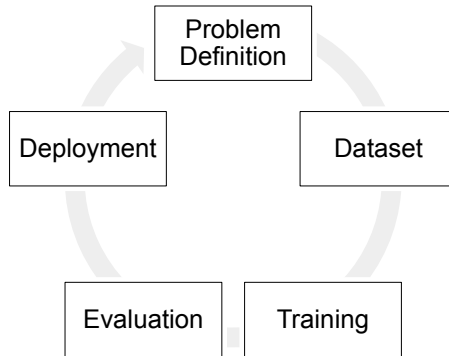 Problem
Definition
Dataset
Training
Evaluation
Deployment